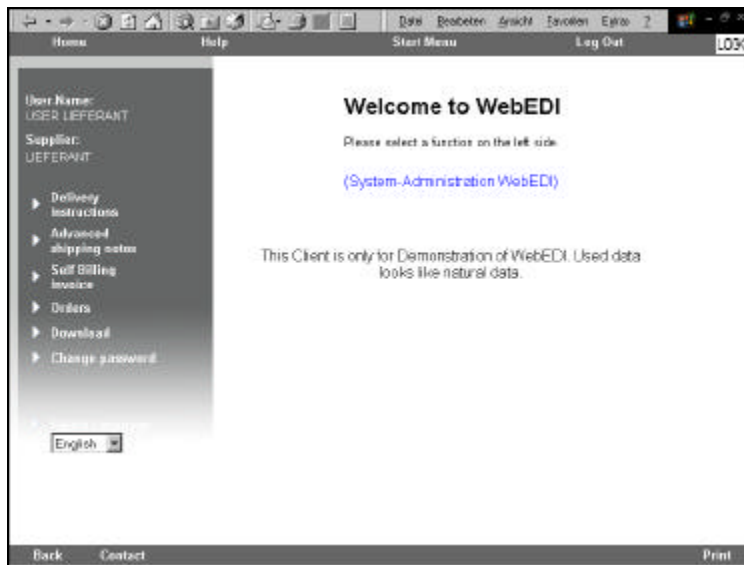 Datei Bearbeiten Ansicht Favoriten Extras ?
Home Help Start Menu Log Out LOGO
User Name:
USER LIEFERANT
Supplier:
LIEFERANT
Delivery
instructions
Advanced
shipping notes
Self Billing
Invoice
Orders
Download
Change password
English
Welcome to WebEDI
Please select a function on the left side
(System-Administration WebEDI)
This Client is only for Demonstration of WebEDI. Used data
looks like natural data.
Back Contact Print